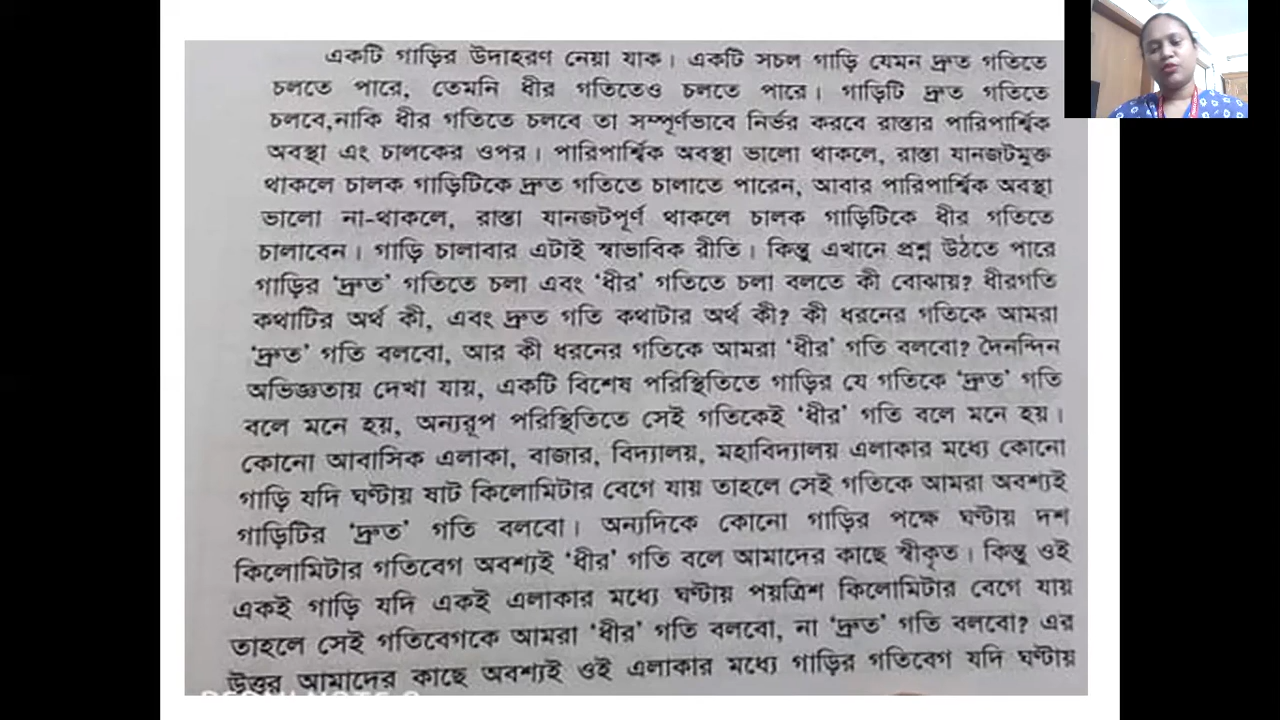 একটি গাড়ির উদাহরণ নেয়া যাক। একটি সচল গাড়ি যেমন দ্রুত গতিতে
চলতে পারে, তেমনি ধীর গতিতেও চলতে পারে। গাড়িটি দ্রুত গতিতে
চলবে,নাকি ধীর গতিতে চলবে তা সম্পূর্ণভাবে নির্ভর করবে রাস্তার পারিপার্শ্বিক
অবস্থা এং চালকের ওপর। পারিপার্শ্বিক অবস্থা ভালো থাকলে, রাস্তা যানজটমুক্ত
থাকলে চালক গাড়িটিকে দ্রুত গতিতে চালাতে পারেন, আবার পারিপার্শ্বিক অবস্থা
ভালো না-থাকলে, রাস্তা যানজটপূর্ণ থাকলে চালক গাড়িটিকে ধীর গতিতে
চালাবেন। গাড়ি চালাবার এটাই স্বাভাবিক রীতি। কিন্তু এখানে প্রশ্ন উঠতে পারে
গাড়ির ‘দ্রুত’ গতিতে চলা এবং ‘ধীর’ গতিতে চলা বলতে কী বোঝায়? ধীরগতি
কথাটির অর্থ কী, এবং দ্রুত গতি কথাটার অর্থ কী? কী ধরনের গতিকে আমরা
‘দ্রুত’ গতি বলবো, আর কী ধরনের গতিকে আমরা ‘ধীর’ গতি বলবো? দৈনন্দিন
অভিজ্ঞতায় দেখা যায়, একটি বিশেষ পরিস্থিতিতে গাড়ির যে গতিকে ‘দ্রুত’ গতি
বলে মনে হয়, অন্যরূপ পরিস্থিতিতে সেই গতিকেই ‘ধীর’ গতি বলে মনে হয়।
কোনো আবাসিক এলাকা, বাজার, বিদ্যালয়, মহাবিদ্যালয় এলাকার মধ্যে কোনো
গাড়ি যদি ঘণ্টায় ষাট কিলোমিটার বেগে যায় তাহলে সেই গতিকে আমরা অবশ্যই
গাড়িটির ‘দ্রুত’ গতি বলবো। অন্যদিকে কোনো গাড়ির পক্ষে ঘণ্টায় দশ
কিলোমিটার গতিবেগ অবশ্যই ‘ধীর’ গতি বলে আমাদের কাছে স্বীকৃত। কিন্তু ওই
একই গাড়ি যদি একই এলাকার মধ্যে ঘণ্টায় পয়ত্রিশ কিলোমিটার বেগে যায়
তাহলে সেই গতিবেগকে আমরা ‘ধীর’ গতি বলবো, না ‘দ্রুত’ গতি বলবো? এর
উত্তর আমাদের কাছে অবশ্যই ওই এলাকার মধ্যে গাড়ির গতিবেগ যদি ঘণ্টায়